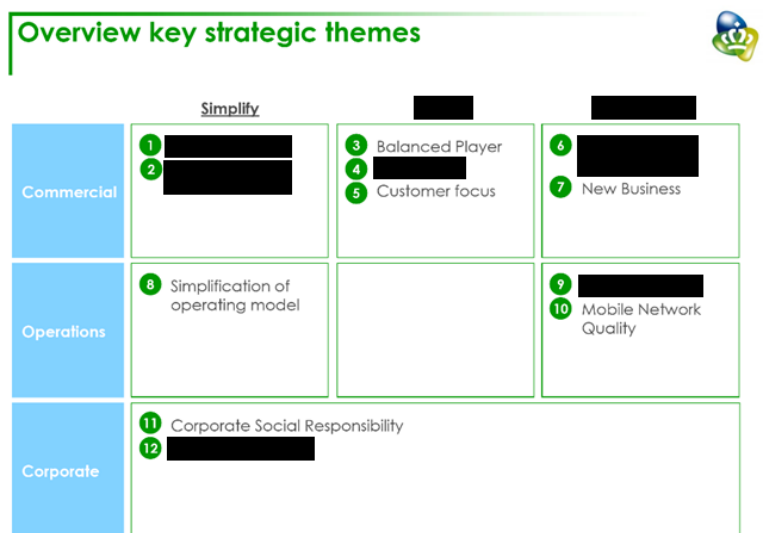 Overview key strategic themes
Simplify
Commercial
1
2
3 Balanced Player
4
5 Customer focus
6
7 New Business
Operations
8 Simplification of
operating model
9
10 Mobile Network
Quality
Corporate
11 Corporate Social Responsibility
12